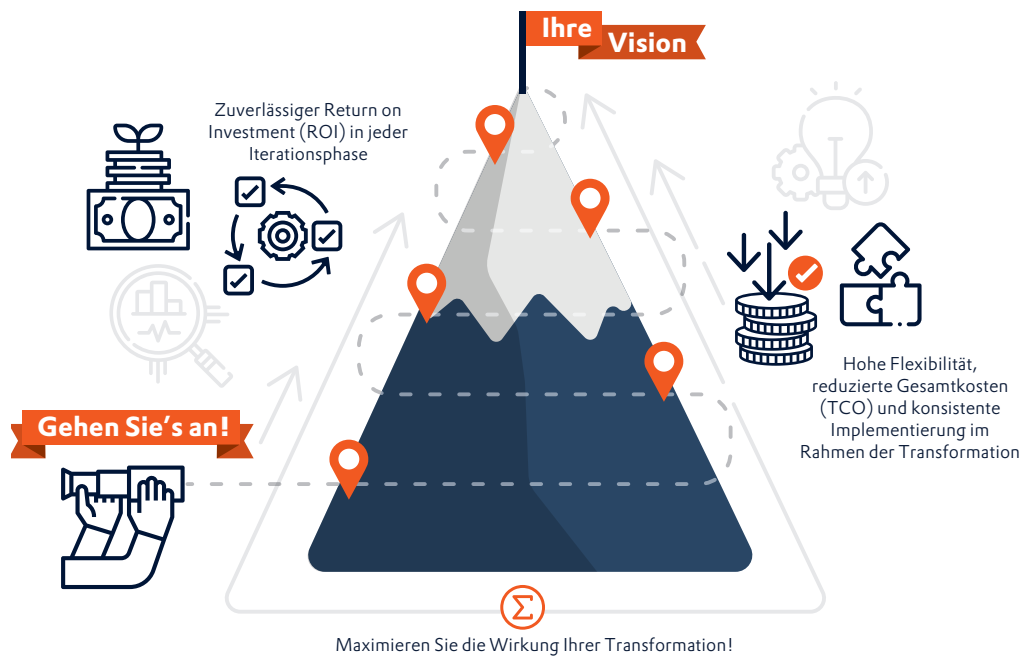 Ihre
Vision
Zuverlässiger Return on
Investment (ROI) in jeder
Iterationsphase
Hohe Flexibilität,
reduzierte Gesamtkosten
(TCO) und konsistente
Implementierung im
Rahmen der Transformation
Gehen Sie's an!
Σ
Maximieren Sie die Wirkung Ihrer Transformation!